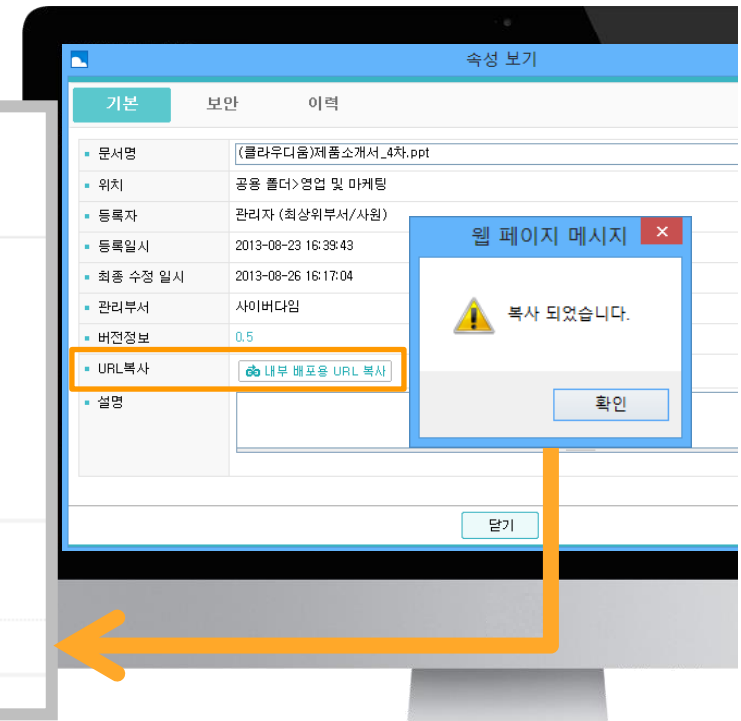 속성 보기
기본 보안 이력
문서명 (클라우디움)제품소개서_4차.ppt
위치 공용 폴더>영업 및 마케팅
등록자 관리자 (최상위부서/사원)
등록일시 2013-08-23 16:39:43
최종 수정 일시 2013-08-26 16:17:04
관리부서 사이버다임
버전정보 0.5
URL복사 내부 배포용 URL 복사
설명
웹 페이지 메시지
복사 되었습니다.
확인
닫기